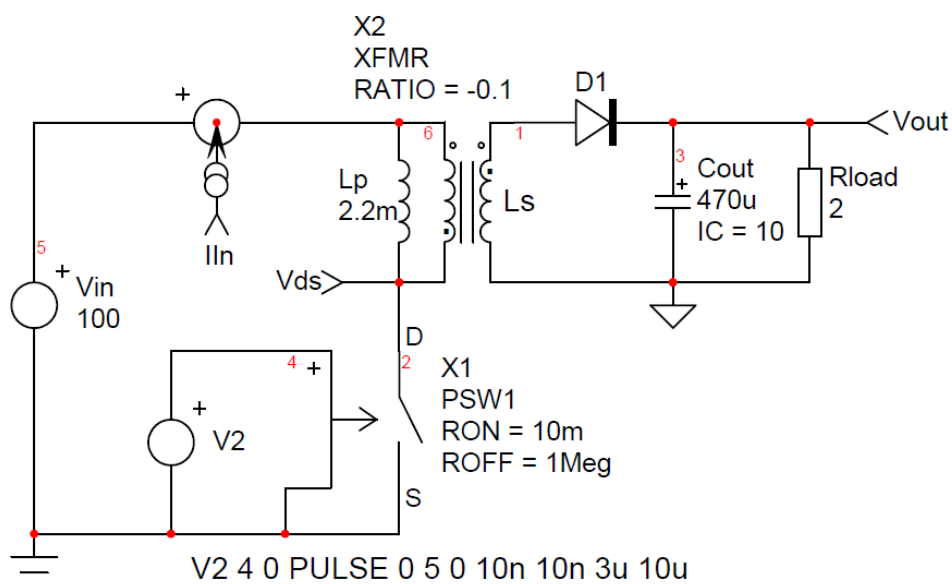 X2
XFMR
RATIO = -0.1
D1
+
6
1
Vout
Lp
2.2m
Ls
3
Cout
+
470u
IC = 10
Rload
2
IIn
5
+
Vin
100
Vds
D
2
4
+
X1
PSW1
RON = 10m
ROFF = 1Meg
+
V2
S
V2 4 0 PULSE 0 5 0 10n 10n 3u 10u